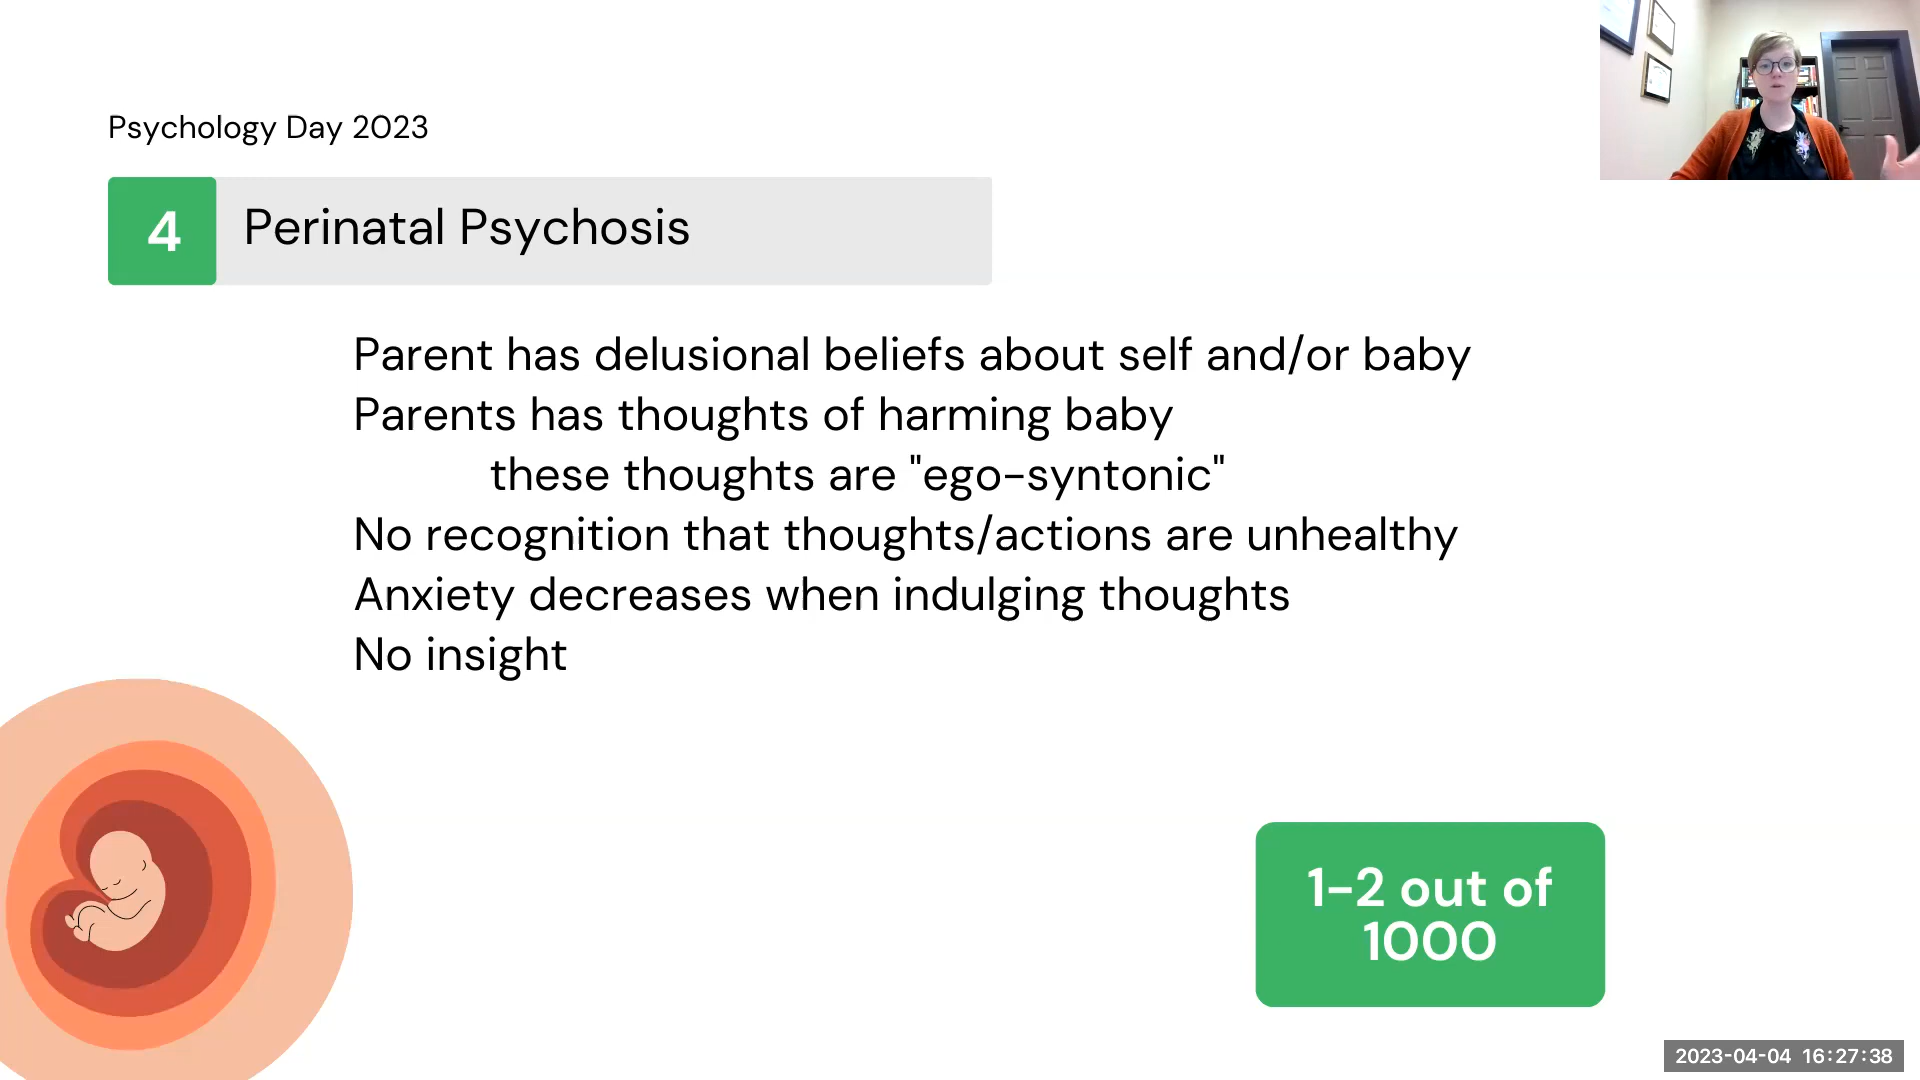 Psychology Day 2023
4 Perinatal Psychosis
Parent has delusional beliefs about self and/or baby
Parents has thoughts of harming baby
these thoughts are "ego-syntonic"
No recognition that thoughts/actions are unhealthy
Anxiety decreases when indulging thoughts
No insight
1-2 out of
1000
2023-04-04 16:27:38